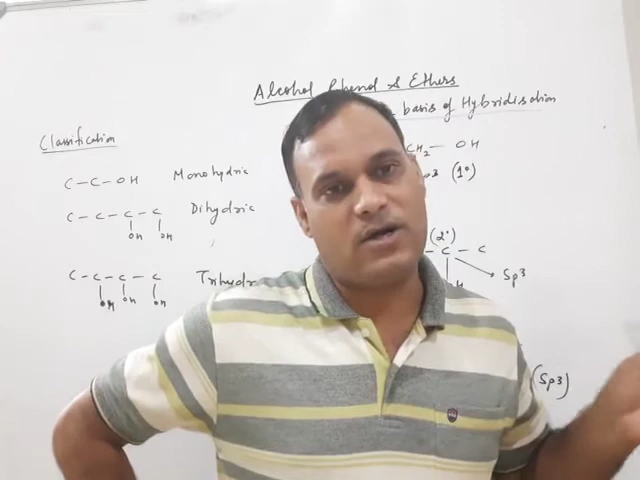 Alcohol Phenol & Ethers
basis of Hybridisation
Classification
C-C-OH Monohydric
C-C-C-C Dihydric
OH OH
C-C-C-C
OH OH OH
CH2- OH
(1°)
(2°)
- C - C
Sp3
(Sp3)